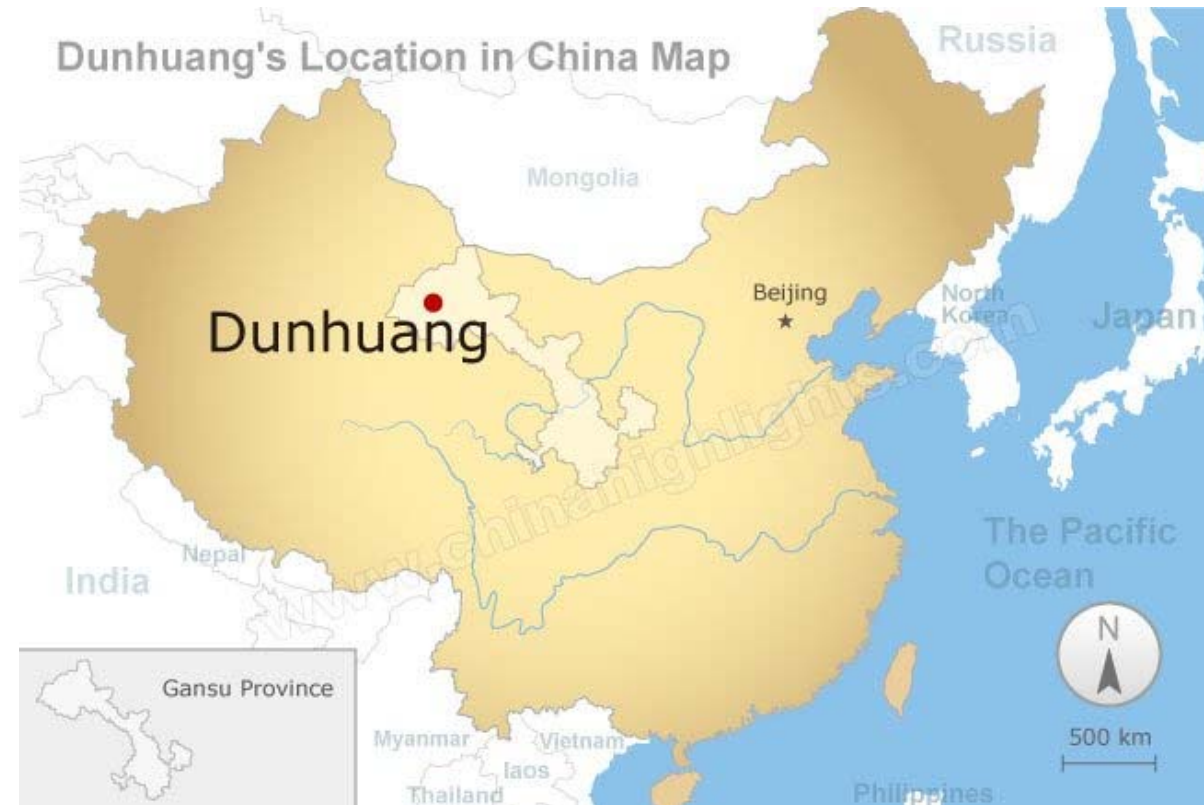 Dunhuang's Location in China Map
Russia
Mongolia
Beijing
North
Korea
Japan
Dunhuang
www.chinahighlights.com
The Pacific
Ocean
Nepal
India
N
Gansu Province
500 km
Myanmar
Vietnam
laos
Thailand
Philippines